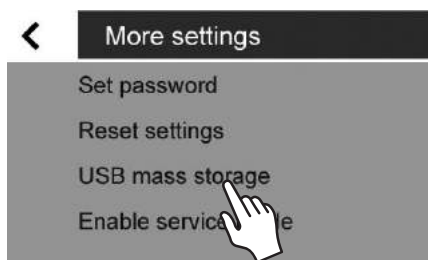 More settings
Set password
Reset settings
USB mass storage
Enable service